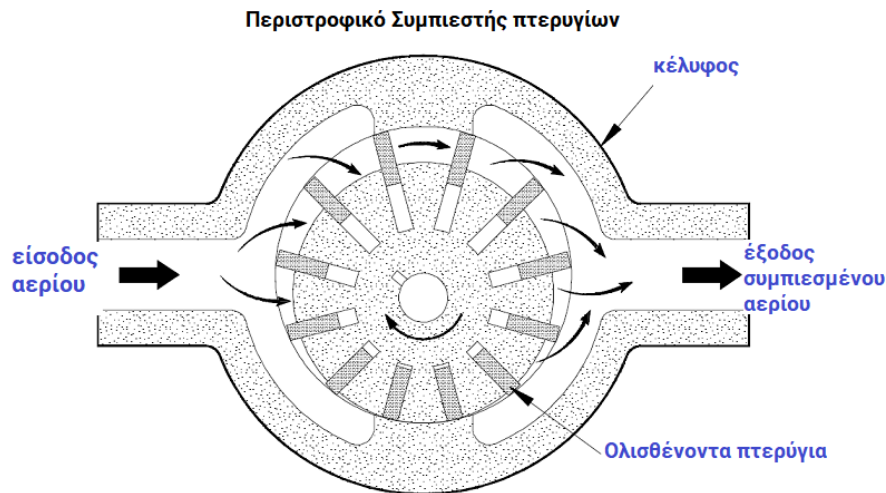 Περιστροφικό Συμπιεστής πτερυγίων
κέλυφος
είσοδος
αερίου
έξοδος
συμπιεσμένου
αερίου
Ολισθένοντα πτερύγια